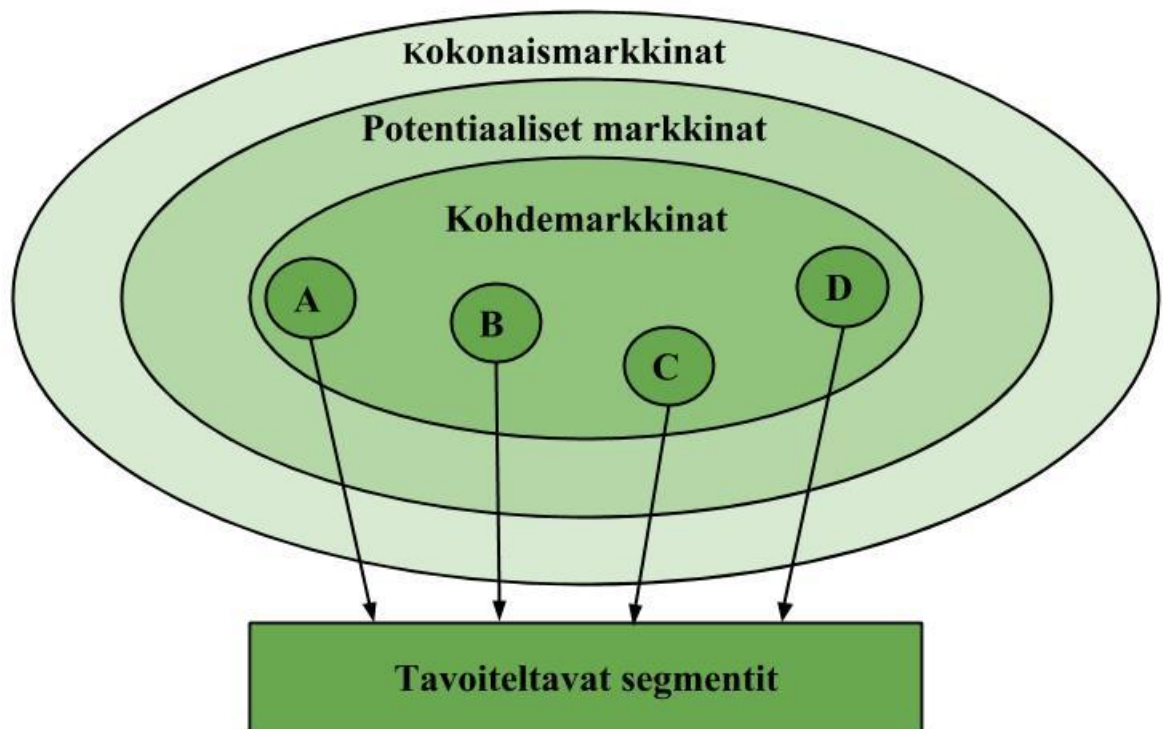 Kokonaismarkkinat
Potentiaaliset markkinat
Kohdemarkkinat
A
B
C
D
Tavoiteltavat segmentit